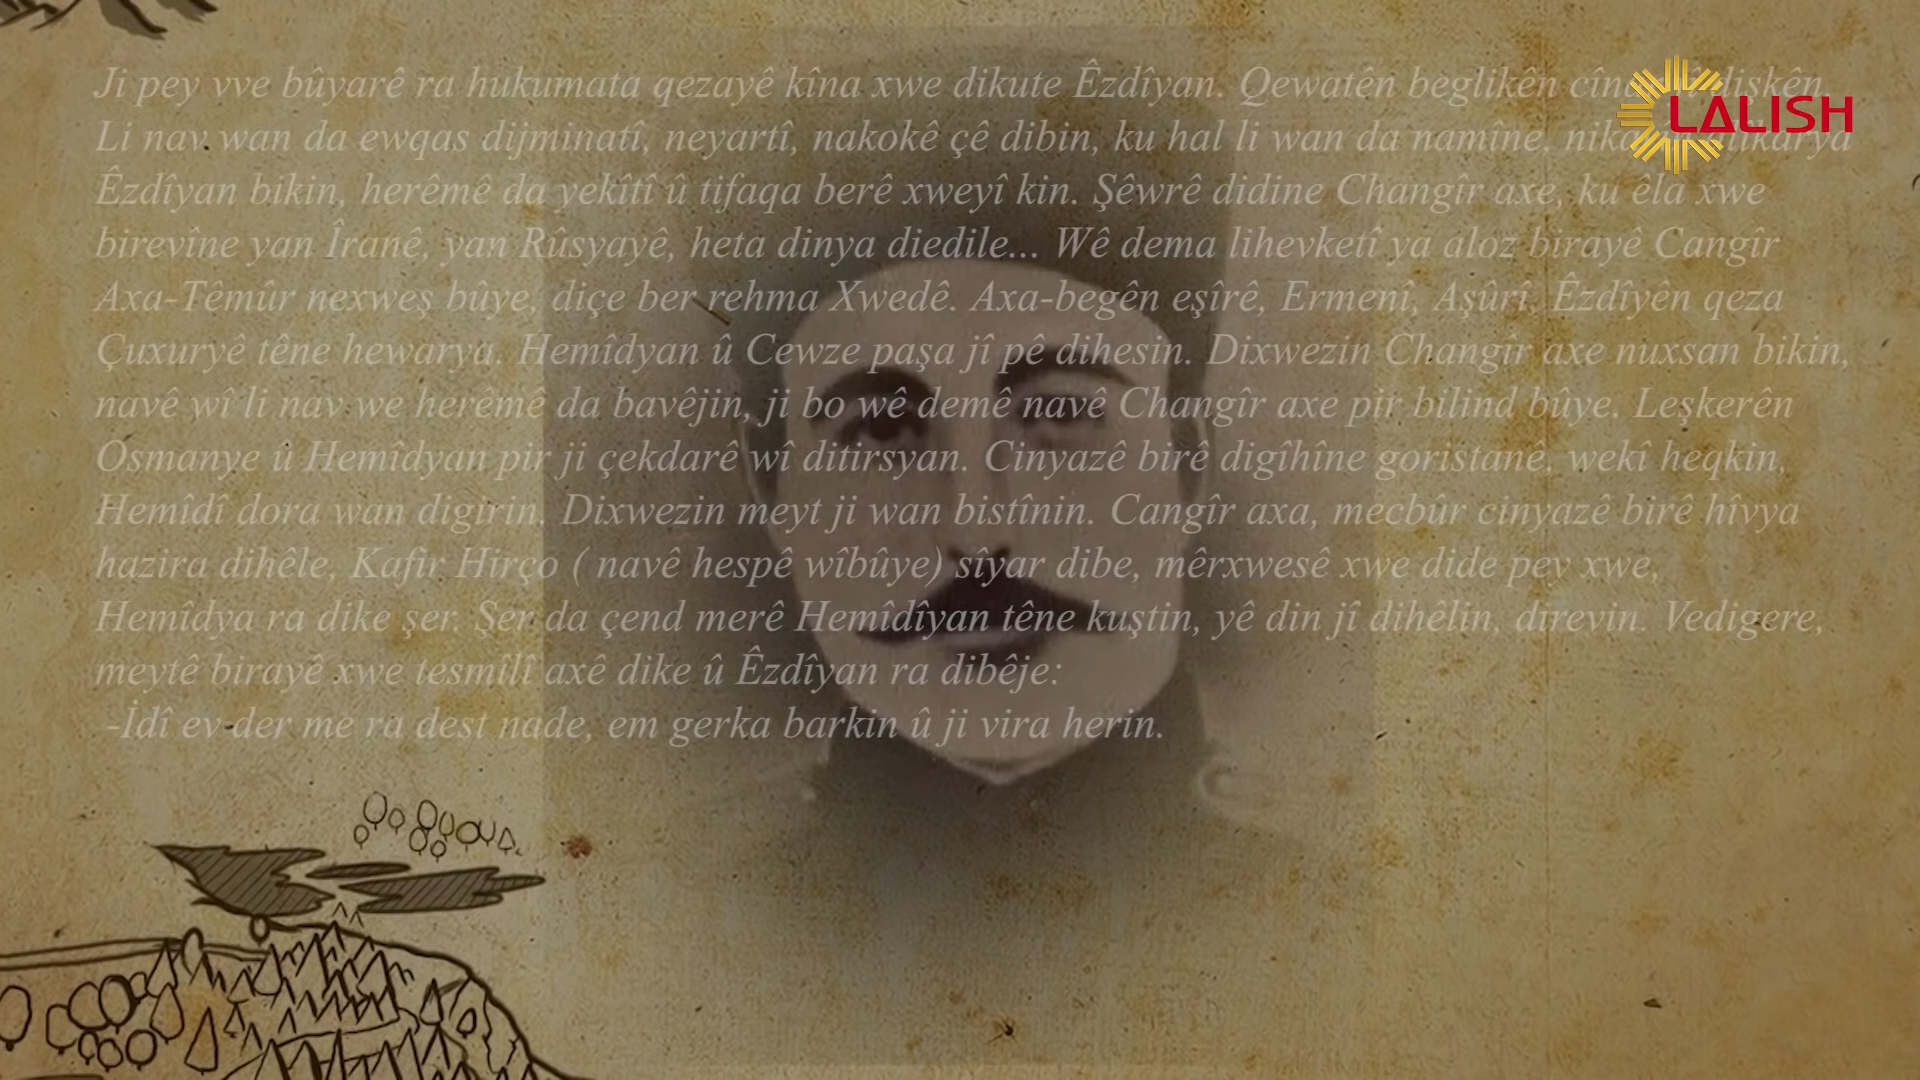 Ji pey vve bûyarê ra hukumata qezayê kîna xwe dikute Êzdîyan. Qewatên beglikên diskên.
LALISH
Li nav wan da ewqas dijminatî, neyartî, nakokê çê dibin, ku hal li wan da namîne,
Êzdîyan bikin, herêmê da yekîtî û tifaqa berê xweyî kin. Şêwrê didine Changîr axe, ku êla xwe
birevîne yan Îranê, yan Rûsyayê, heta dinya diedile... Wê dema lihevketî ya aloz birayê Cangîr
Axa-Têmûr nexweş bûye, diçe ber rehma Xwedê. Axa-begên eşîrê, Ermenî, Aşûrî, Êzdîyên qeza
Çuxuryê têne hewarya. Hemîdyan û Cewze paşa jî pê dihesin. Dixwezin Changîr axe nuxsan bikin,
navê wî li nav we herêmê da bavêjin, ji bo wê demê navê Changîr axe pir bilind bûye. Leşkerên
Osmanye û Hemîdyan pir ji çekdarê wî ditirsyan. Cinyazê birê digîhîne goristanê, wekî heqkin,
Hemîdî dora wan digirin. Dixwezin meyt ji wan bistînin. Cangîr axa, mecbûr cinyazê birê hîvya
hazira dihêle, Kafir Hirço ( navê hespê wîbûye) sîyar dibe, mêrxwesê xwe dide pey xwe,
Hemîdya ra dike şer. Şer da çend merê Hemîdîyan têne kuştin, yê din jî dihêlin, direvin. Vedigere,
meytê birayê xwe tesmîlî axê dike û Êzdîyan ra dibêje:
-İdî ev der me ra dest nade, em gerka barkin û ji vira herin.